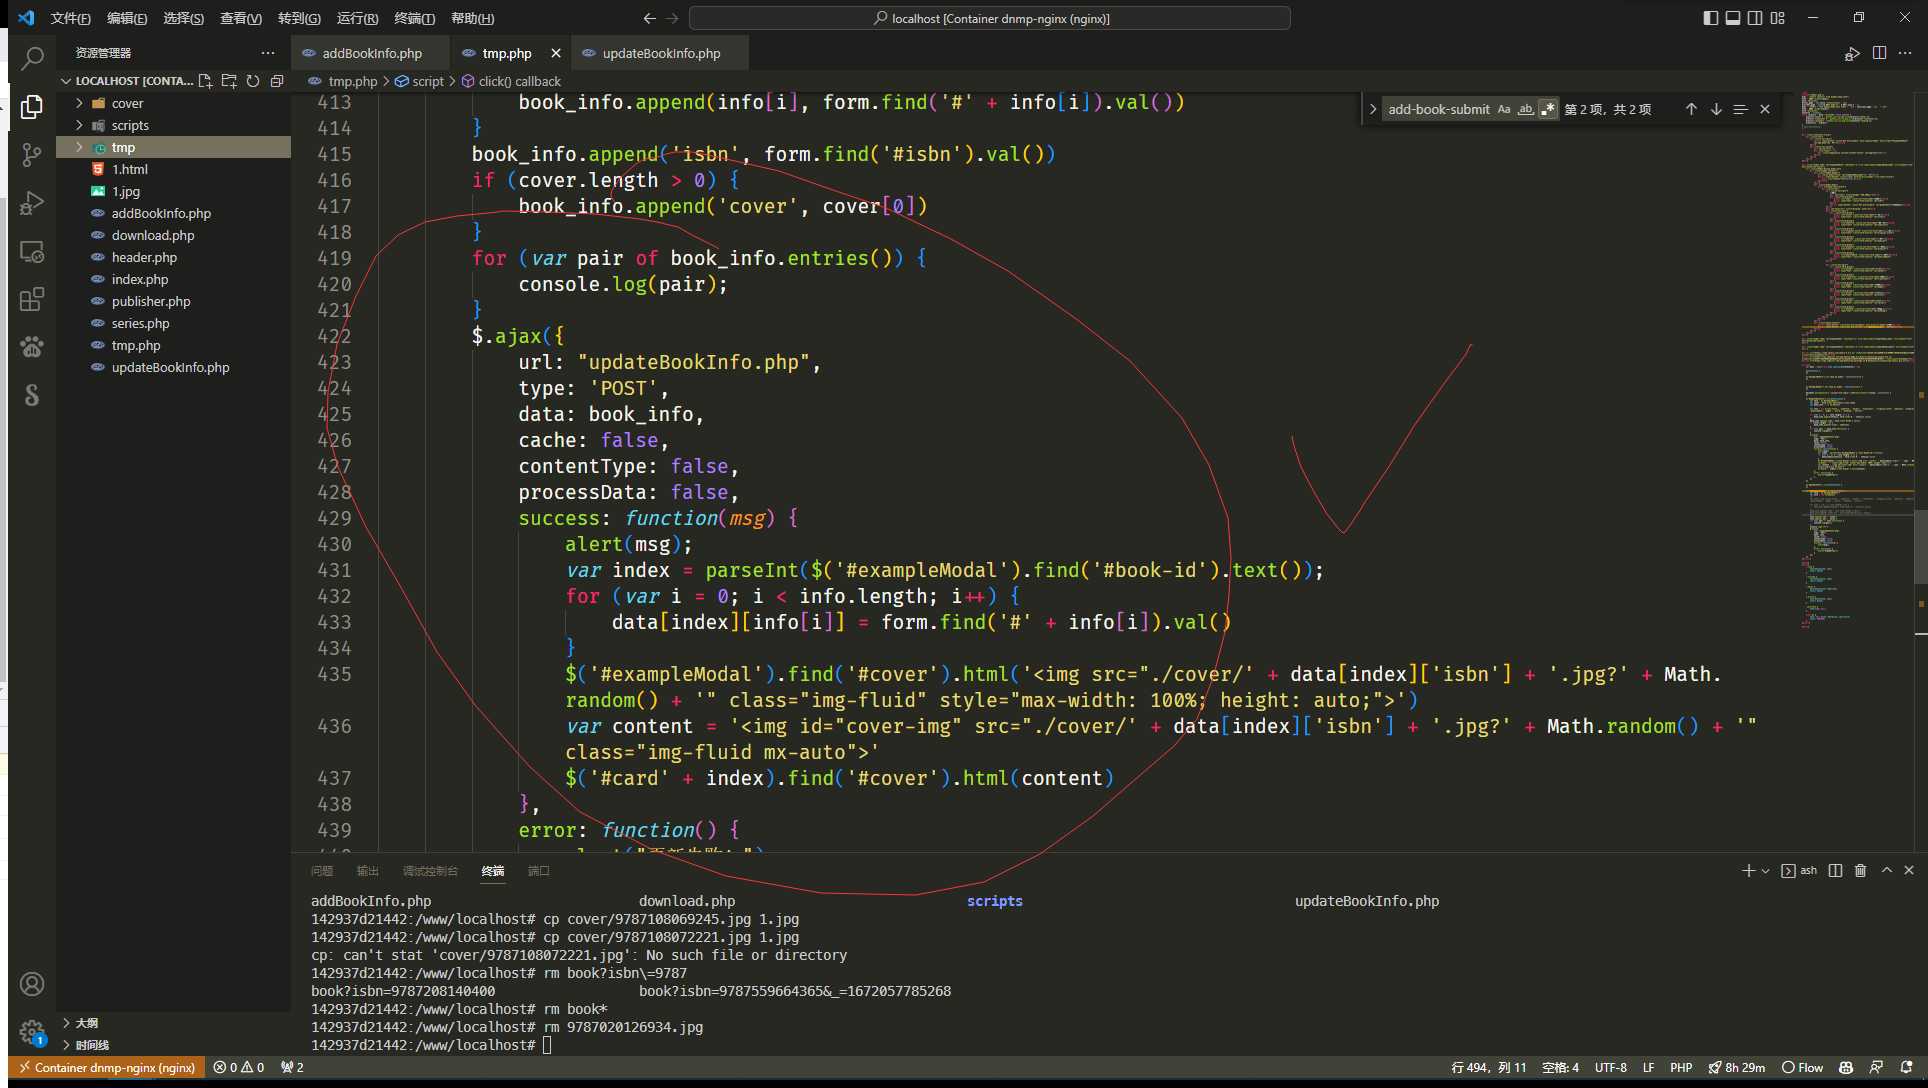 文件(F) 编辑(E) 选择(S) 查看(V) 转到(G) 运行(R) 终端(T) 帮助(H)
localhost [Container dnmp-nginx (nginx)]
资源管理器
addBookInfo.php tmp.php updateBookInfo.php
LOCALHOST [CONTA...
tmp.php > script > click() callback
cover
scripts
tmp
1.html
1.jpg
addBookInfo.php
download.php
header.php
index.php
publisher.php
series.php
tmp.php
updateBookInfo.php
大纲
时间线
add-book-submit Aa ab 第 2 项，共 2 项
413 book_info.append(info[i], form.find('#' + info[i]).val())
414 }
415 book_info.append('isbn', form.find('#isbn').val())
416 if (cover.length > 0) {
417 book_info.append('cover', cover[0])
418 }
419 for (var pair of book_info.entries()) {
420 console.log(pair);
421 }
422 $.ajax({
423 url: "updateBookInfo.php",
424 type: 'POST',
425 data: book_info,
426 cache: false,
427 contentType: false,
428 processData: false,
429 success: function(msg) {
430 alert(msg);
431 var index = parseInt($('#exampleModal').find('#book-id').text());
432 for (var i = 0; i < info.length; i++) {
433 data[index][info[i]] = form.find('#' + info[i]).val()
434 }
435 $('#exampleModal').find('#cover').html('<img src="./cover/' + data[index]['isbn'] + '.jpg?' + Math.
random() + '" class="img-fluid" style="max-width: 100%; height: auto;">')
436 var content = '<img id="cover-img" src="./cover/' + data[index]['isbn'] + '.jpg?' + Math.random() + '"
class="img-fluid mx-auto">'
437 $('#card' + index).find('#cover').html(content)
438 },
439 error: function() {
问题 输出 调试控制台 终端 端口
ash
addBookInfo.php download.php scripts updateBookInfo.php
142937d21442:/www/localhost# cp cover/9787108069245.jpg 1.jpg
142937d21442:/www/localhost# cp cover/9787108072221.jpg 1.jpg
cp: can't stat 'cover/9787108072221.jpg': No such file or directory
142937d21442:/www/localhost# rm book?isbn\=9787
book?isbn=9787208140400 book?isbn=9787559664365&_=1672057785268
142937d21442:/www/localhost# rm book*
142937d21442:/www/localhost# rm 9787020126934.jpg
142937d21442:/www/localhost#
1
Container dnmp-nginx (nginx) 0 0 2
行 494，列 11 空格: 4 UTF-8 LF PHP 8h 29m Flow